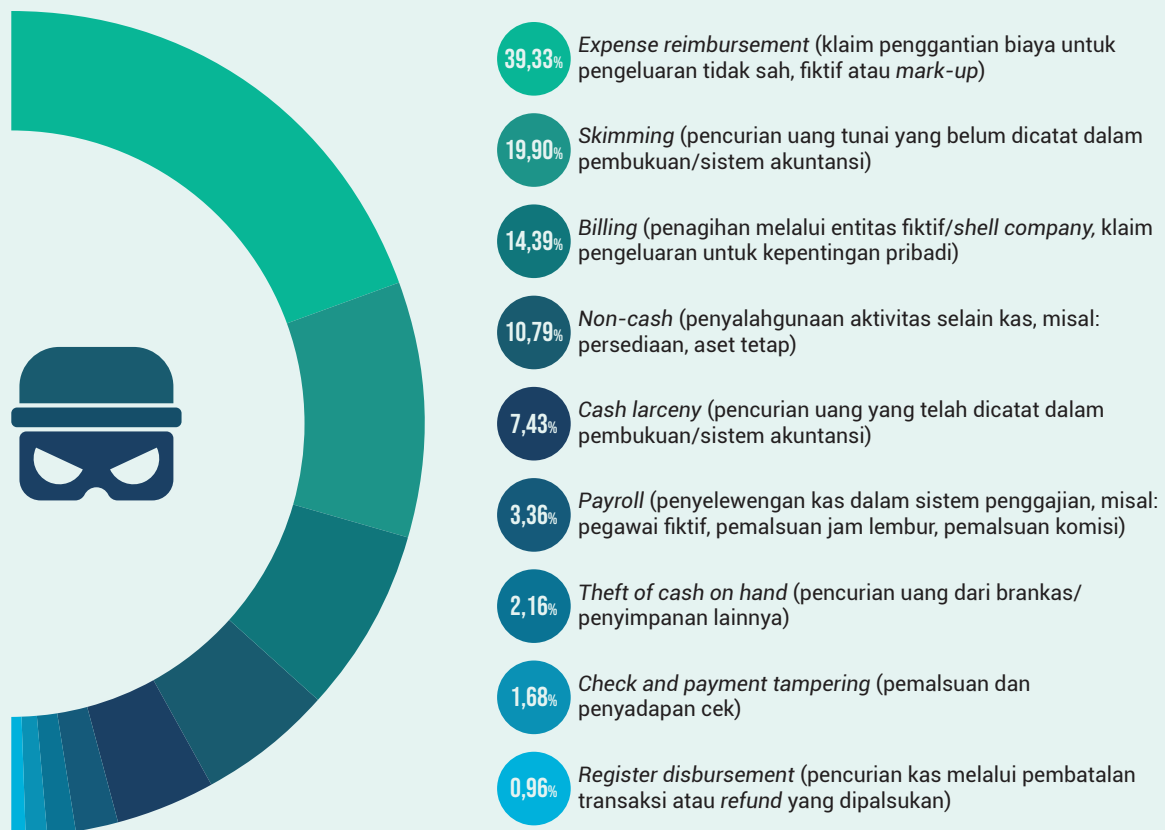 39,33%
Expense reimbursement (klaim penggantian biaya untuk
pengeluaran tidak sah, fiktif atau mark-up)
19,90%
Skimming (pencurian uang tunai yang belum dicatat dalam
pembukuan/sistem akuntansi)
14,39%
Billing (penagihan melalui entitas fiktif/shell company, klaim
pengeluaran untuk kepentingan pribadi)
10,79%
Non-cash (penyalahgunaan aktivitas selain kas, misal:
persediaan, aset tetap)
7,43%
Cash larceny (pencurian uang yang telah dicatat dalam
pembukuan/sistem akuntansi)
3,36%
Payroll (penyelewengan kas dalam sistem penggajian, misal:
pegawai fiktif, pemalsuan jam lembur, pemalsuan komisi)
2,16%
Theft of cash on hand (pencurian uang dari brankas/
penyimpanan lainnya)
1,68%
Check and payment tampering (pemalsuan dan
penyadapan cek)
0,96%
Register disbursement (pencurian kas melalui pembatalan
transaksi atau refund yang dipalsukan)